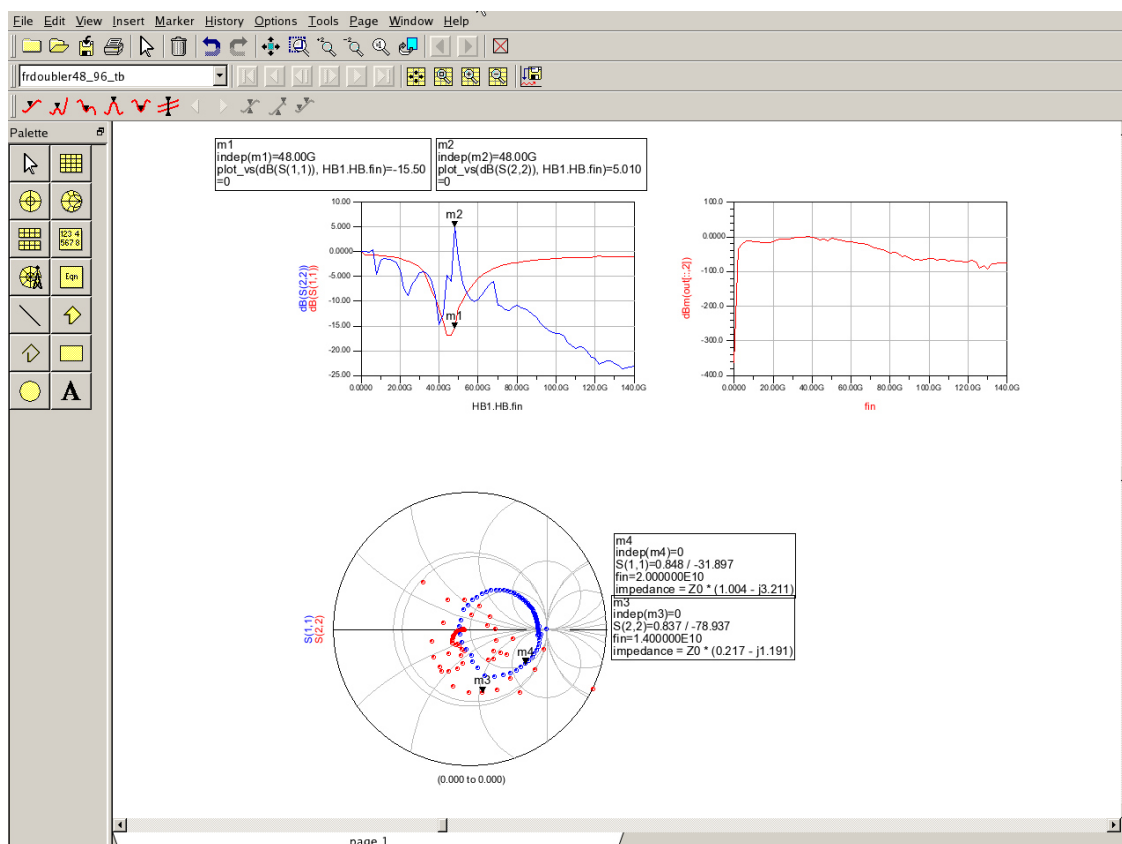 File Edit View Insert Marker History Options Tools Page Window Help
+2 -2
frdoubler48_96_tb
Palette
123 4
567 8
Eqn
A
m1
indep(m1)=48.00G
plot_vs(dB(S(1,1)), HB1.HB.fin)=-15.50
=0
m2
indep(m2)=48.00G
plot_vs(dB(S(2,2)), HB1.HB.fin)=5.010
=0
10.00
5.000
0.0000
-5.000
-10.00
-15.00
-20.00
-25.00
dB(S(2,2))
dB(S(1,1))
m2
m1
0.0000 20.00G 40.00G 60.00G 80.00G 100.0G 120.0G 140.0G
HB1.HB.fin
100.0
0.0000
-100.0
-200.0
-300.0
-400.0
dBm(out[::,2])
0.0000 20.00G 40.00G 60.00G 80.00G 100.0G 120.0G 140.0G
fin
S(1,1)
S(2,2)
m4
m3
(0.000 to 0.000)
m4
indep(m4)=0
S(1,1)=0.848 / -31.897
fin=2.000000E10
impedance = Z0 * (1.004 - j3.211)
m3
indep(m3)=0
S(2,2)=0.837 / -78.937
fin=1.400000E10
impedance = Z0 * (0.217 - j1.191)
page 1